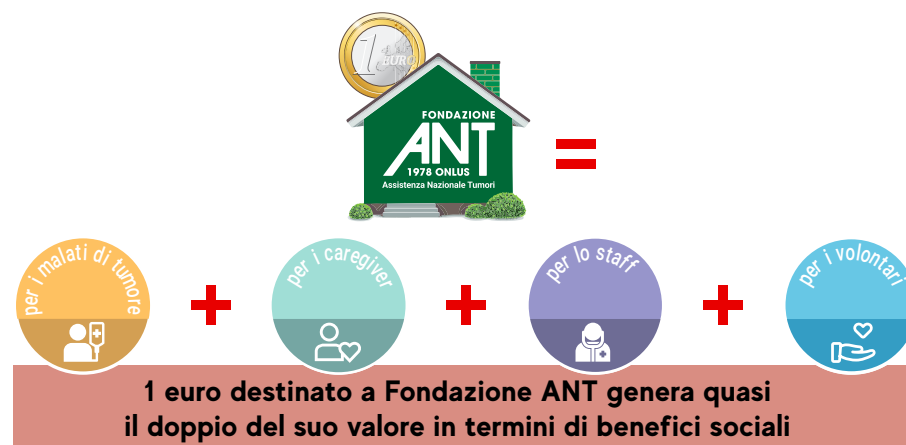 1
EURO
FONDAZIONE
ANT
1978 ONLUS
Assistenza Nazionale Tumori
per i malati di tumore
per i caregiver
per lo staff
per i volontari
1 euro destinato a Fondazione ANT genera quasi
il doppio del suo valore in termini di benefici sociali